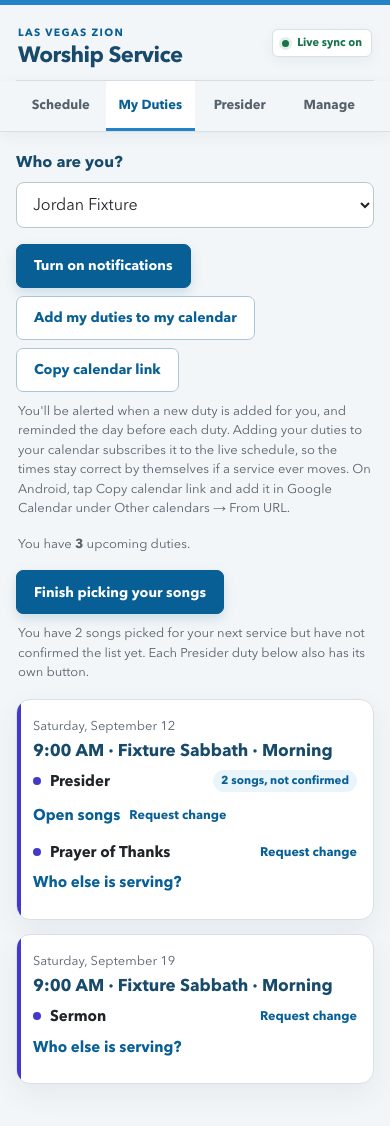 LAS VEGAS ZION
Worship Service
Live sync on
Schedule
My Duties
Presider
Manage
Who are you?
Jordan Fixture
Turn on notifications
Add my duties to my calendar
Copy calendar link
You'll be alerted when a new duty is added for you, and
reminded the day before each duty. Adding your duties to
your calendar subscribes it to the live schedule, so the
times stay correct by themselves if a service ever moves. On
Android, tap Copy calendar link and add it in Google
Calendar under Other calendars → From URL.
You have 3 upcoming duties.
Finish picking your songs
You have 2 songs picked for your next service but have not
confirmed the list yet. Each Presider duty below also has its
own button.
Saturday, September 12
9:00 AM · Fixture Sabbath · Morning
Presider
2 songs, not confirmed
Open songs Request change
Prayer of Thanks
Request change
Who else is serving?
Saturday, September 19
9:00 AM · Fixture Sabbath · Morning
Sermon
Request change
Who else is serving?